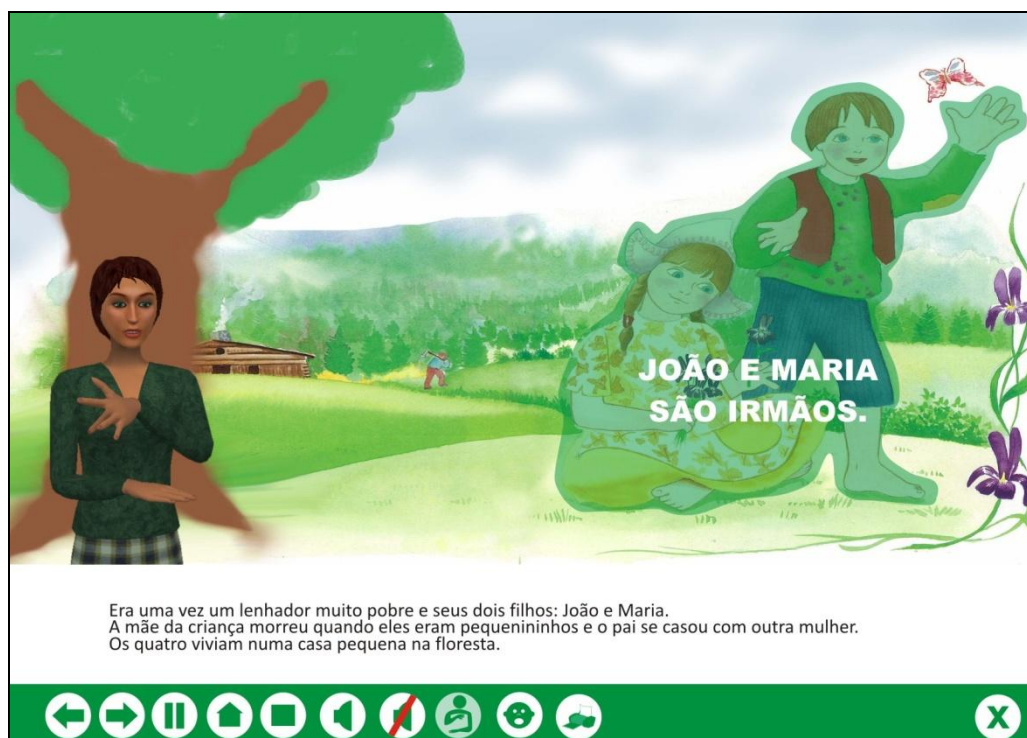 JOÃO E MARIA
SÃO IRMÃOS.
Era uma vez um lenhador muito pobre e seus dois filhos: João e Maria.
A mãe da criança morreu quando eles eram pequenininhos e o pai se casou com outra mulher.
Os quatro viviam numa casa pequena na floresta.
X